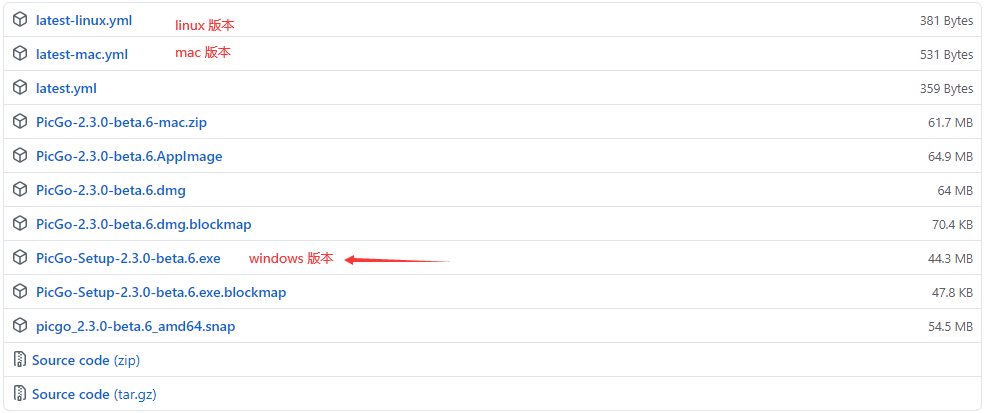 latest-linux.yml linux 版本 381 Bytes
latest-mac.yml mac 版本 531 Bytes
latest.yml 359 Bytes
PicGo-2.3.0-beta.6-mac.zip 61.7 MB
PicGo-2.3.0-beta.6.AppImage 64.9 MB
PicGo-2.3.0-beta.6.dmg 64 MB
PicGo-2.3.0-beta.6.dmg.blockmap 70.4 KB
PicGo-Setup-2.3.0-beta.6.exe windows 版本 44.3 MB
PicGo-Setup-2.3.0-beta.6.exe.blockmap 47.8 KB
picgo_2.3.0-beta.6_amd64.snap 54.5 MB
Source code (zip)
Source code (tar.gz)